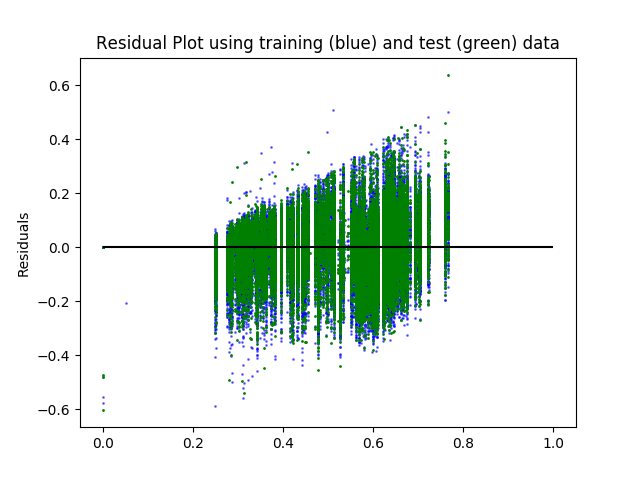 Residual Plot using training (blue) and test (green) data
0.6
0.4
0.2
0.0
−0.2
−0.4
−0.6
Residuals
0.0 0.2 0.4 0.6 0.8 1.0